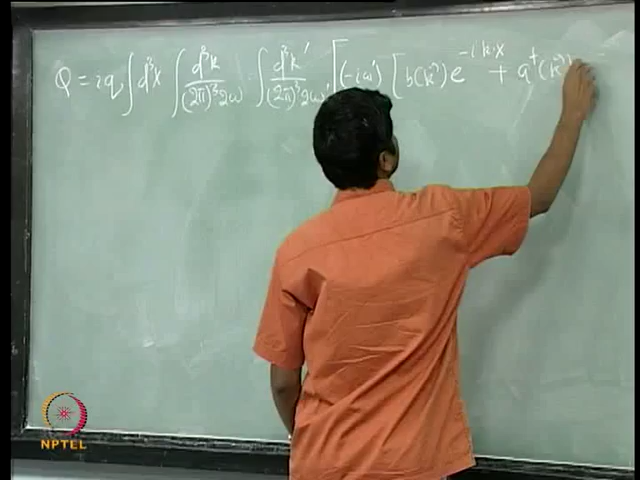 Q = iq ∫d³x ∫ d³k/(2π)³2ω ∫ d³k'/(2π)³2ω' [(-iω') [b(k) e^{-ik·x} + a†(k)
NPTEL